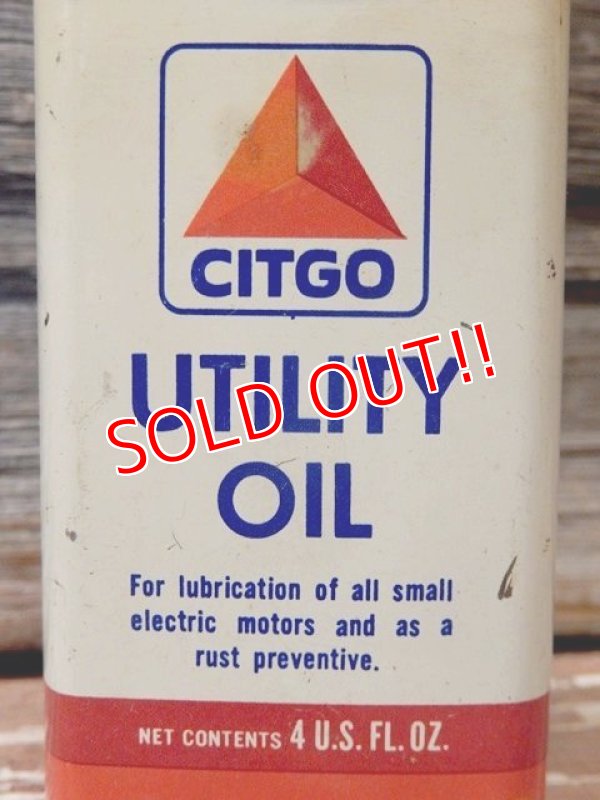 CITGO
UTILITY
SOLD OUT!!
OIL
For lubrication of all small
electric motors and as a
rust preventive.
NET CONTENTS 4 U.S. FL. OZ.